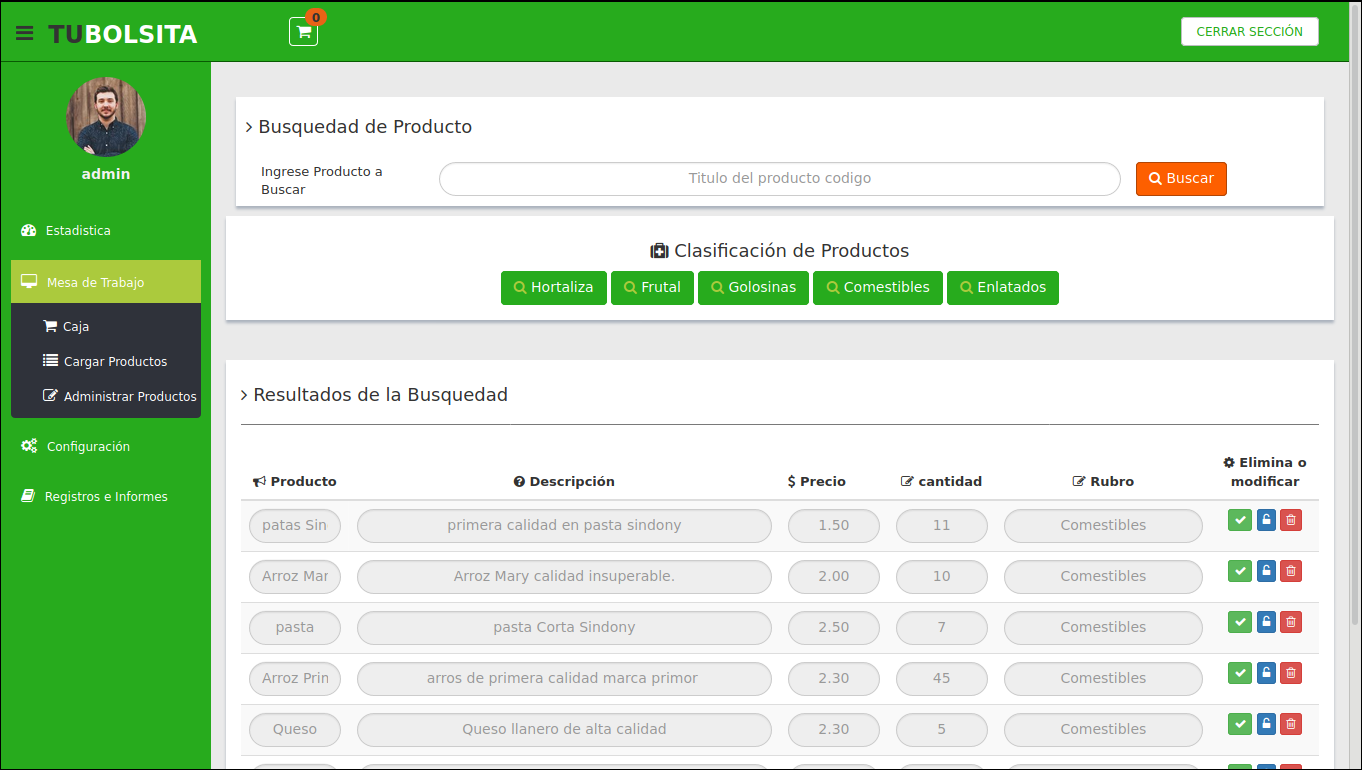 TUBOLSITA
0
CERRAR SECCIÓN
admin
Estadistica
Mesa de Trabajo
Caja
Cargar Productos
Administrar Productos
Configuración
Registros e Informes
Busquedad de Producto
Ingrese Producto a
Buscar
Titulo del producto codigo
Buscar
Clasificación de Productos
Hortaliza Frutal Golosinas Comestibles Enlatados
Resultados de la Busquedad
Producto Descripción $ Precio cantidad Rubro Elimina o
modificar
patas Sin primera calidad en pasta sindony 1.50 11 Comestibles
Arroz Mar Arroz Mary calidad insuperable. 2.00 10 Comestibles
pasta pasta Corta Sindony 2.50 7 Comestibles
Arroz Prin arros de primera calidad marca primor 2.30 45 Comestibles
Queso Queso llanero de alta calidad 2.30 5 Comestibles